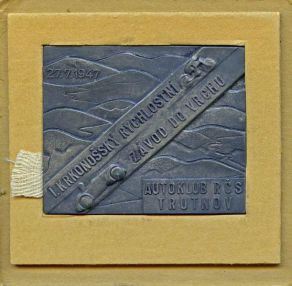 27.7.1947
I. KRKONOŠSKÝ RYCHLOSTNÍ
ZÁVOD DO VRCHU
AUTOKLUB RČS
TRUTNOV